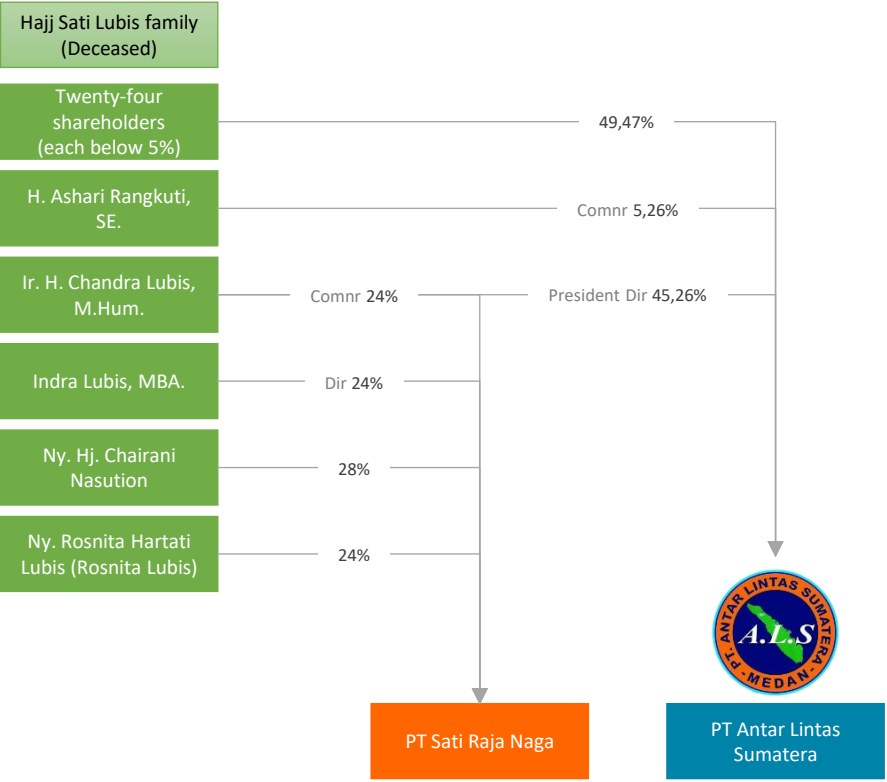 Hajj Sati Lubis family
(Deceased)
Twenty-four
shareholders
(each below 5%)
49,47%
H. Ashari Rangkuti,
SE.
Comnr 5,26%
Ir. H. Chandra Lubis,
M.Hum.
Comnr 24%
President Dir 45,26%
Indra Lubis, MBA.
Dir 24%
Ny. Hj. Chairani
Nasution
28%
Ny. Rosnita Hartati
Lubis (Rosnita Lubis)
24%
PT. ANTAR LINTAS SUMATERA
A.L.S
-MEDAN-
PT Sati Raja Naga
PT Antar Lintas
Sumatera